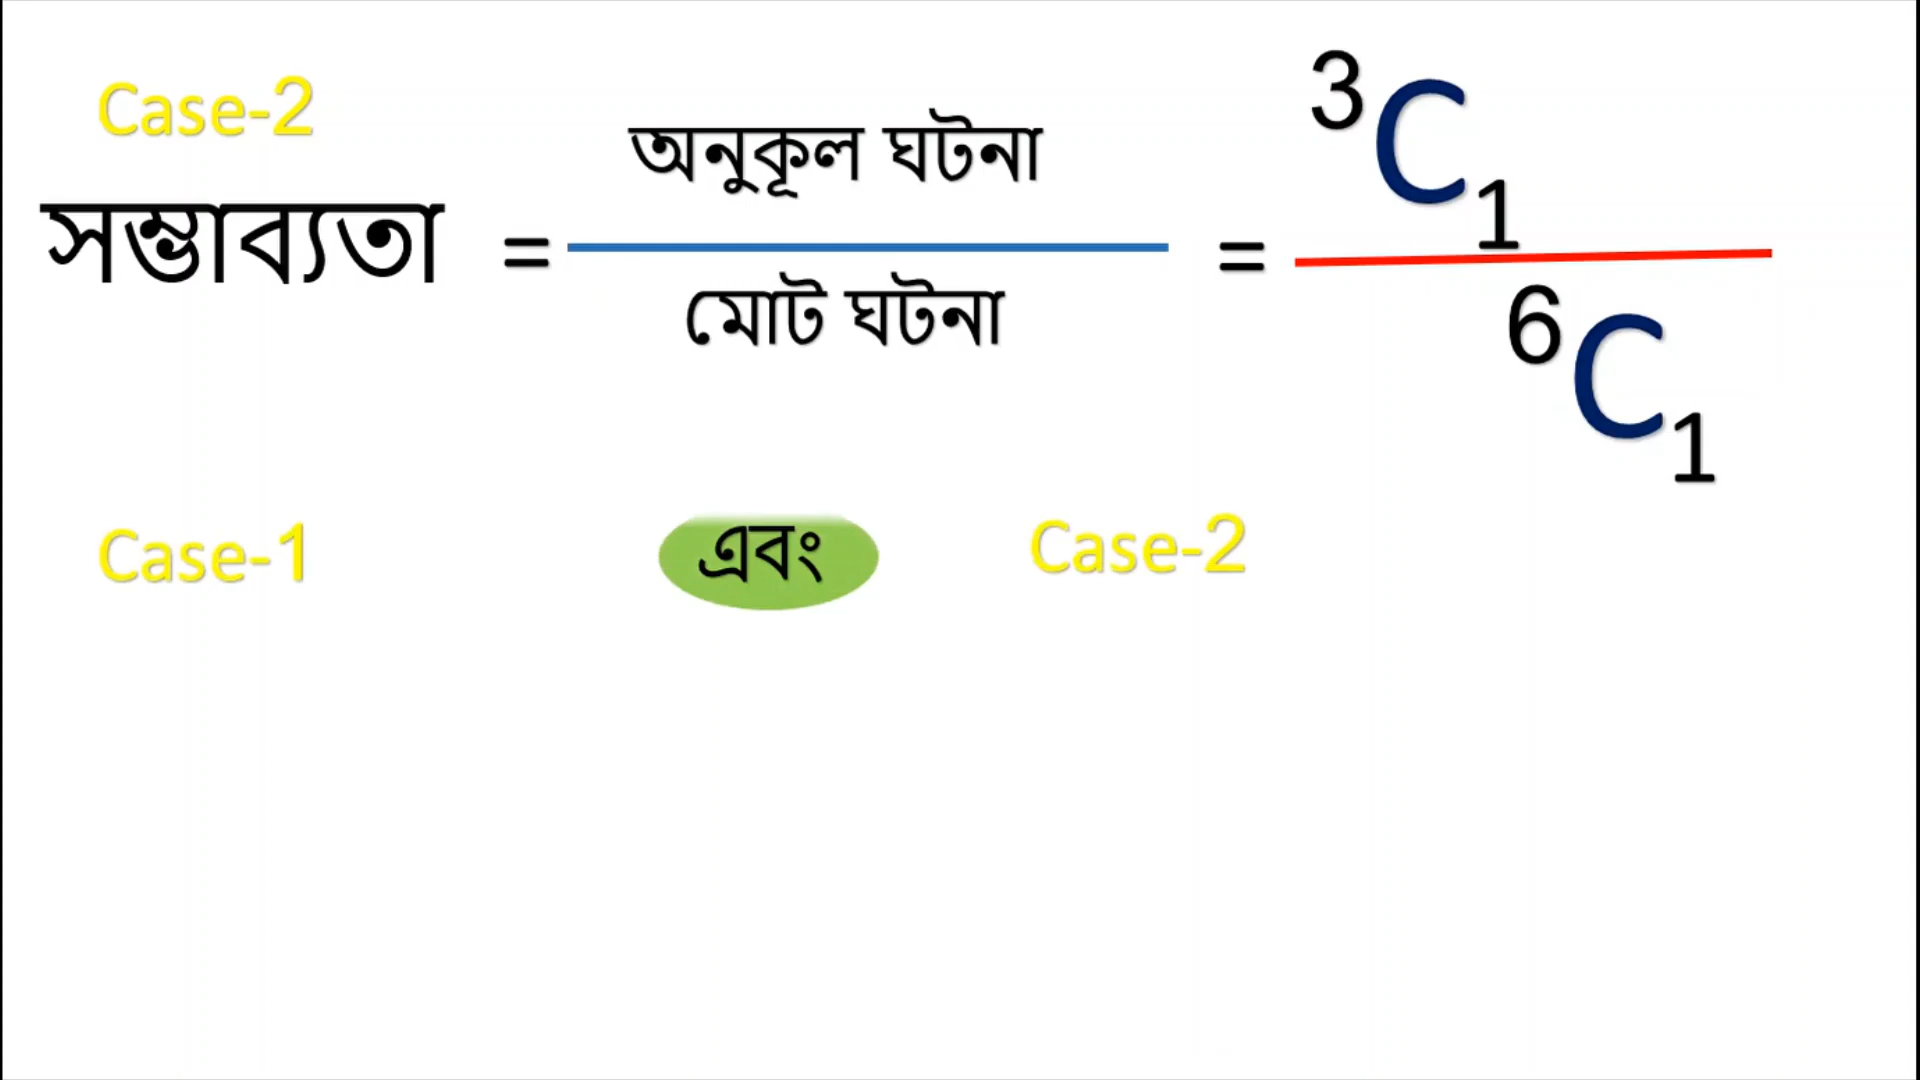 Case-2
সম্ভাব্যতা = অনুকূল ঘটনা / মোট ঘটনা = ³C₁ / ⁶C₁
Case-1 এবং Case-2